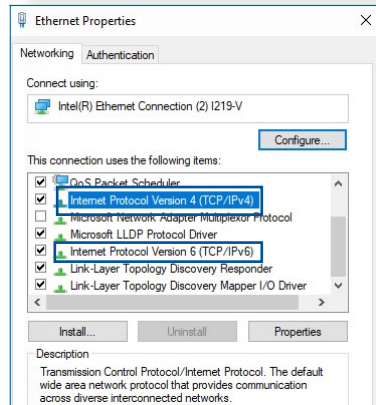 Ethernet Properties
Networking Authentication
Connect using:
Intel(R) Ethernet Connection (2) I219-V
Configure...
This connection uses the following items:
QoS Packet Scheduler
Internet Protocol Version 4 (TCP/IPv4)
Microsoft Network Adapter Multiplexor Protocol
Microsoft LLDP Protocol Driver
Internet Protocol Version 6 (TCP/IPv6)
Link-Layer Topology Discovery Responder
Link-Layer Topology Discovery Mapper I/O Driver
Install... Uninstall Properties
Description
Transmission Control Protocol/Internet Protocol. The default
wide area network protocol that provides communication
across diverse interconnected networks.